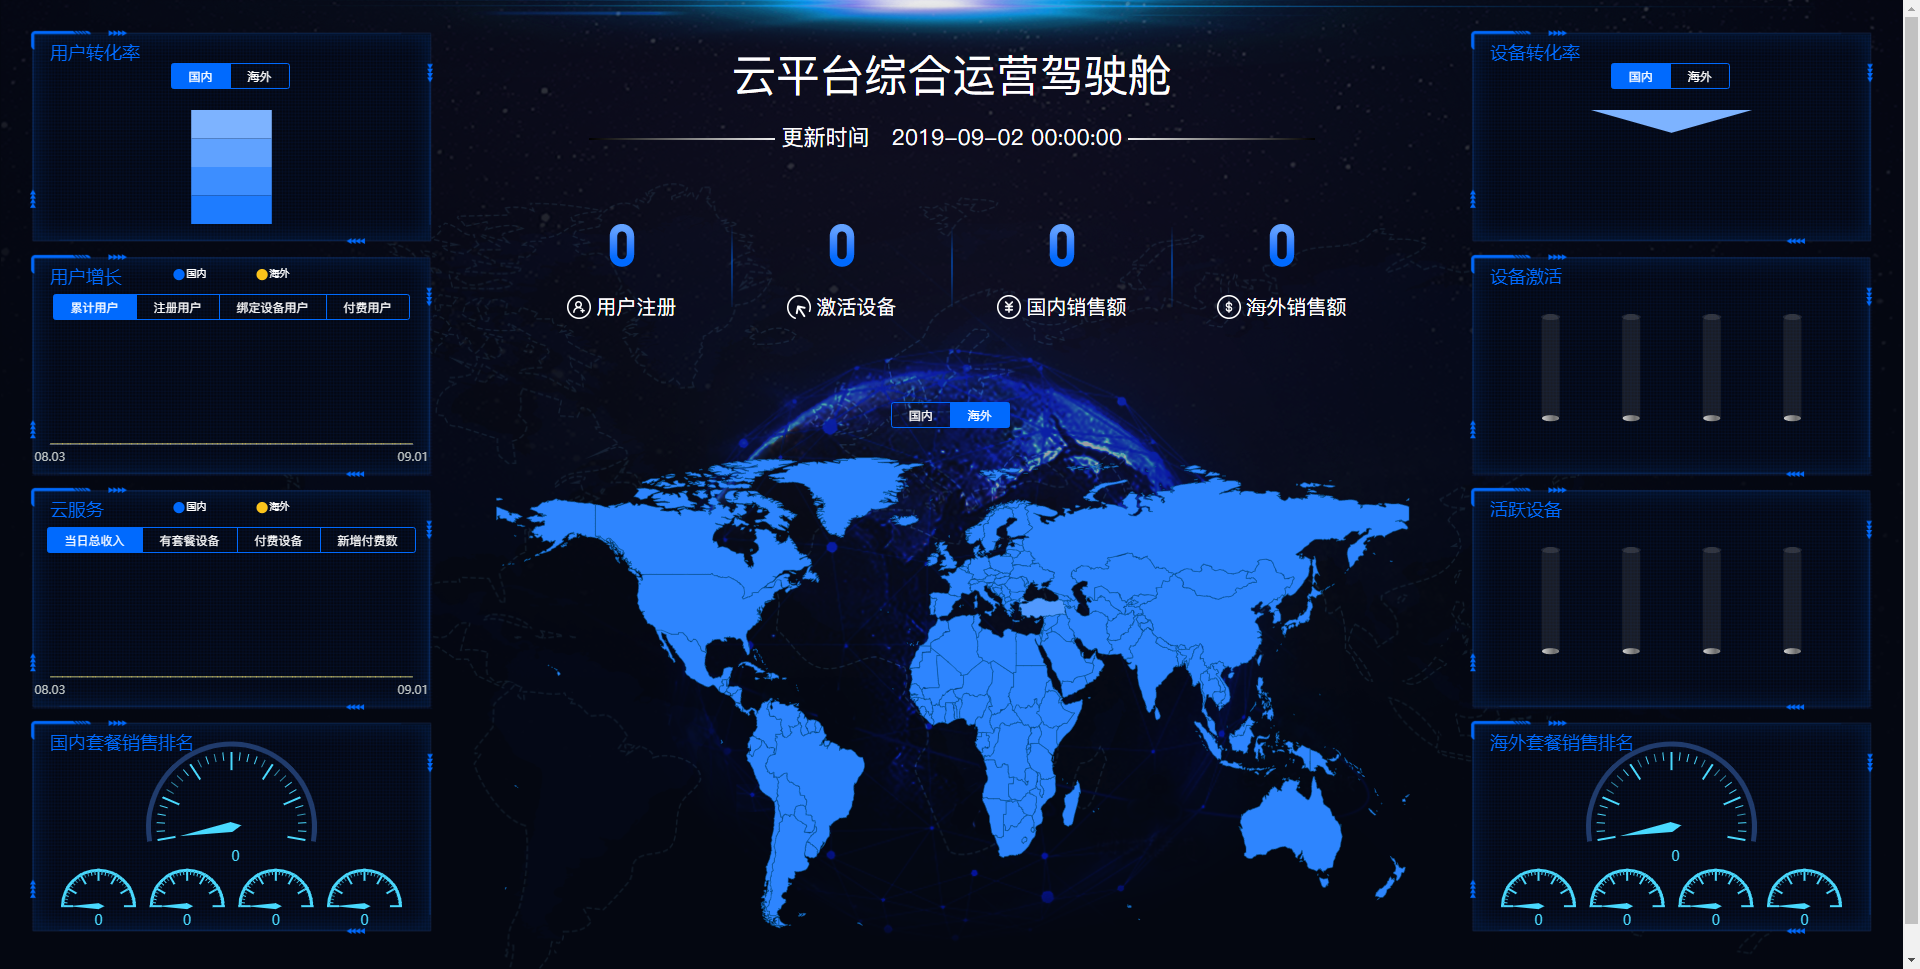 云平台综合运营驾驶舱
更新时间 2019-09-02 00:00:00
用户转化率
国内 海外
用户增长
国内 海外
累计用户 注册用户 绑定设备用户 付费用户
08.03 09.01
云服务
国内 海外
当日总收入 有套餐设备 付费设备 新增付费数
08.03 09.01
国内套餐销售排名
0
0 0 0 0
0 0 0 0
用户注册 激活设备 国内销售额 海外销售额
国内 海外
设备转化率
国内 海外
设备激活
活跃设备
海外套餐销售排名
0
0 0 0 0